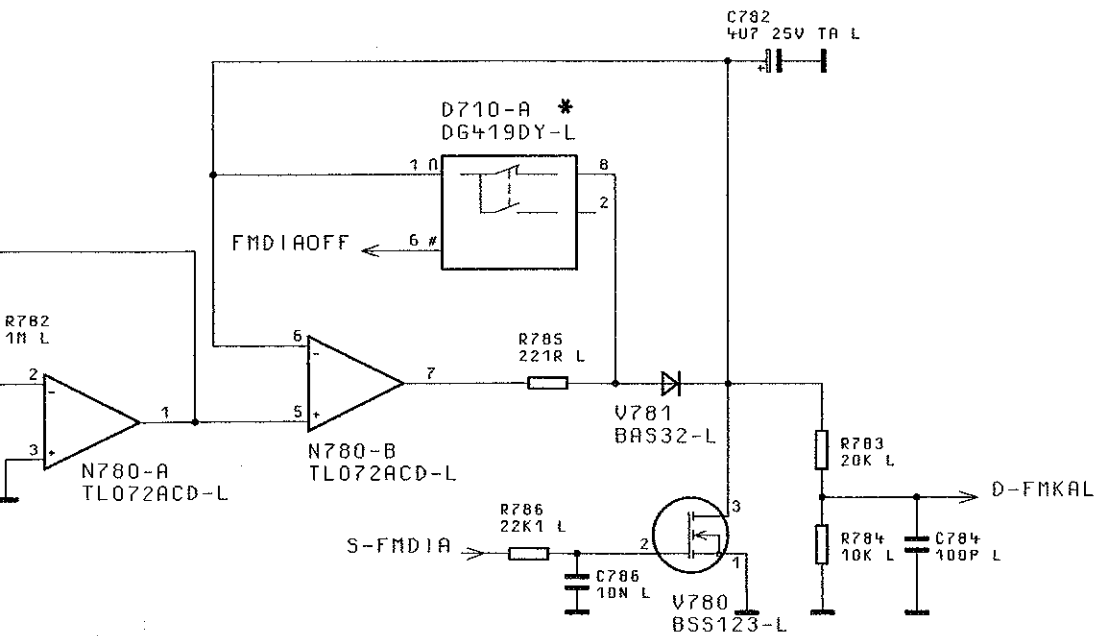 C782
4U7 25V TA L
+
D710-A *
DG419DY-L
1 8
2
FMDIAOFF 6 #
R782
1M L
6 -
R785
221R L
2 - 7
1 5 +
V781
BAS32-L
3 +
N780-A
TL072ACD-L
N780-B
TL072ACD-L
R783
20K L
D-FMKAL
R786
22K1 L
3
S-FMDIA 2
1
R784
10K L
C784
100P L
C786
10N L
V780
BSS123-L